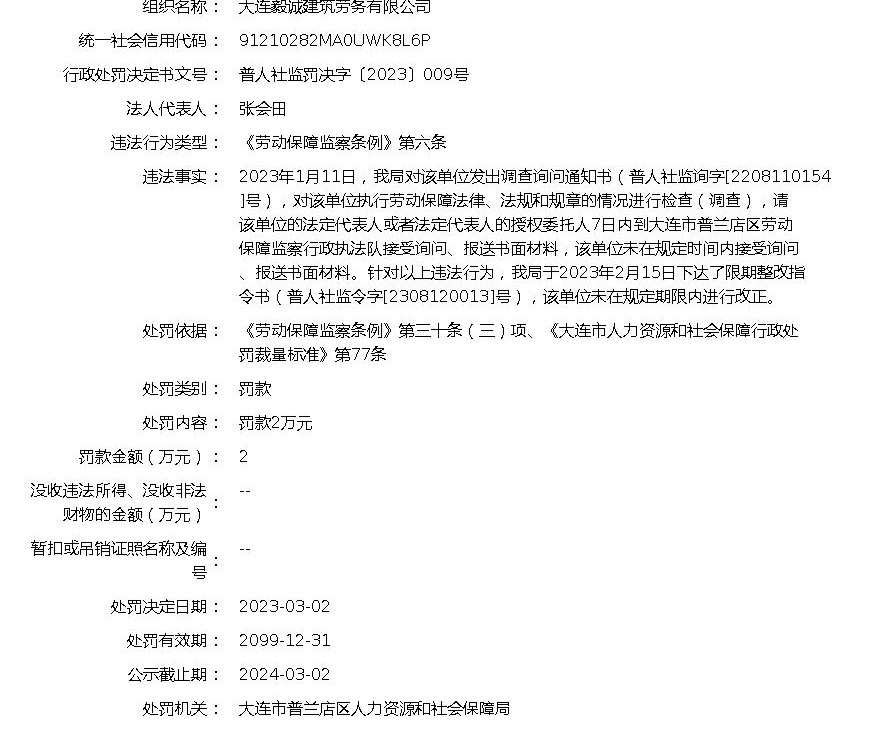 组织名称： 大连毅诚建筑劳务有限公司
统一社会信用代码： 91210282MA0UWK8L6P
行政处罚决定书文号： 普人社监罚决字〔2023〕009号
法人代表人： 张会田
违法行为类型： 《劳动保障监察条例》第六条
违法事实： 2023年1月11日，我局对该单位发出调查询问通知书（普人社监询字[2208110154
]号），对该单位执行劳动保障法律、法规和规章的情况进行检查（调查），请
该单位的法定代表人或者法定代表人的授权委托人7日内到大连市普兰店区劳动
保障监察行政执法队接受询问、报送书面材料，该单位未在规定时间内接受询问
、报送书面材料。针对以上违法行为，我局于2023年2月15日下达了限期整改指
令书（普人社监令字[2308120013]号），该单位未在规定期限内进行改正。
处罚依据： 《劳动保障监察条例》第三十条（三）项、《大连市人力资源和社会保障行政处
罚裁量标准》第77条
处罚类别： 罚款
处罚内容： 罚款2万元
罚款金额（万元）： 2
没收违法所得、没收非法
财物的金额（万元）： --
暂扣或吊销证照名称及编
号： --
处罚决定日期： 2023-03-02
处罚有效期： 2099-12-31
公示截止期： 2024-03-02
处罚机关： 大连市普兰店区人力资源和社会保障局